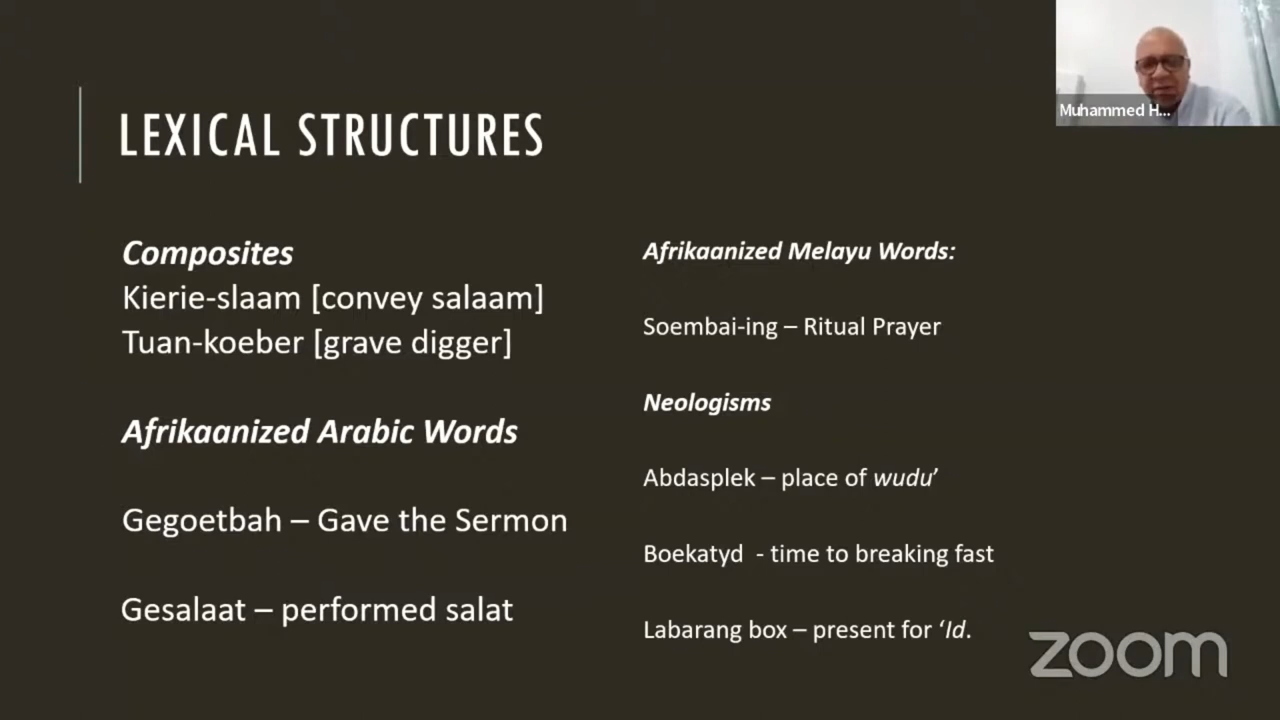 LEXICAL STRUCTURES
Composites
Kierie-slaam [convey salaam]
Tuan-koeber [grave digger]
Afrikaanized Arabic Words
Gegoetbah – Gave the Sermon
Gesalaat – performed salat
Afrikaanized Melayu Words:
Soembai-ing – Ritual Prayer
Neologisms
Abdasplek – place of wudu’
Boekatyd - time to breaking fast
Labarang box – present for ‘Id.
Muhammed H...
zoom